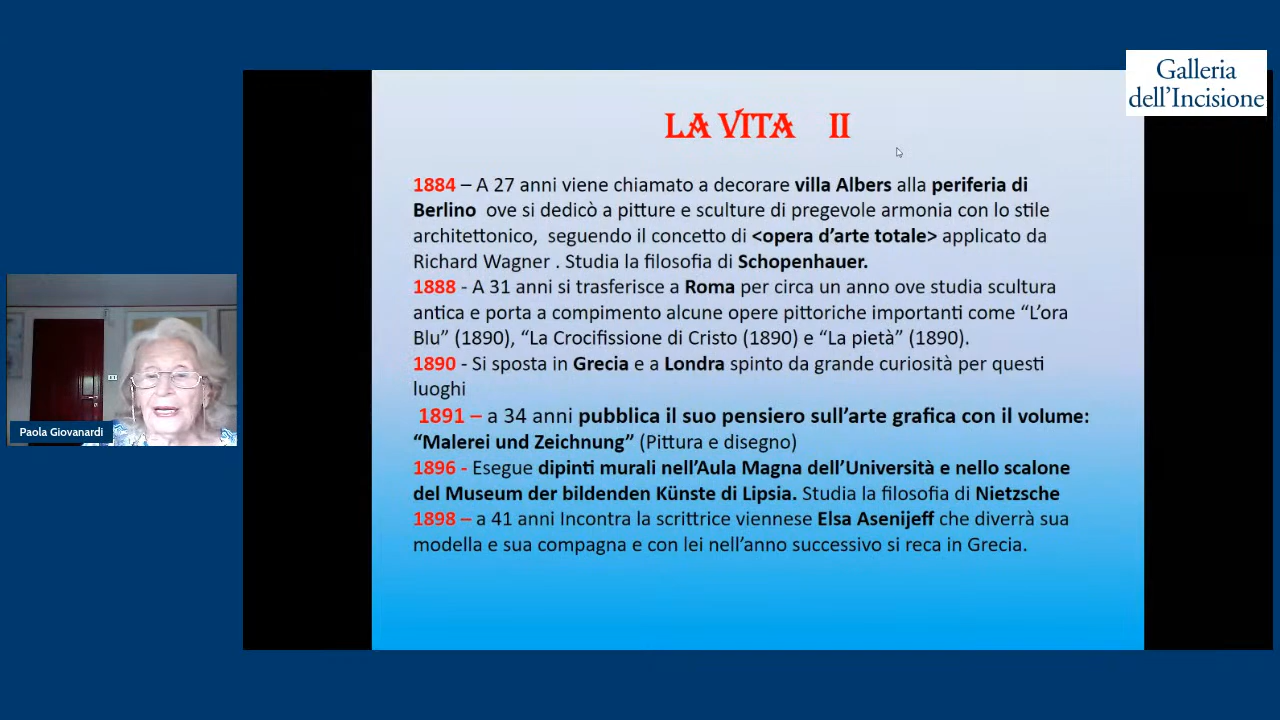 Galleria
dell'Incisione
LA VITA II
1884 – A 27 anni viene chiamato a decorare villa Albers alla periferia di
Berlino ove si dedicò a pitture e sculture di pregevole armonia con lo stile
architettonico, seguendo il concetto di <opera d'arte totale> applicato da
Richard Wagner . Studia la filosofia di Schopenhauer.
1888 - A 31 anni si trasferisce a Roma per circa un anno ove studia scultura
antica e porta a compimento alcune opere pittoriche importanti come “L'ora
Blu” (1890), “La Crocifissione di Cristo (1890) e “La pietà” (1890).
1890 - Si sposta in Grecia e a Londra spinto da grande curiosità per questi
luoghi
1891 – a 34 anni pubblica il suo pensiero sull'arte grafica con il volume:
“Malerei und Zeichnung” (Pittura e disegno)
1896 - Esegue dipinti murali nell'Aula Magna dell'Università e nello scalone
del Museum der bildenden Künste di Lipsia. Studia la filosofia di Nietzsche
1898 – a 41 anni Incontra la scrittrice viennese Elsa Asenijeff che diverrà sua
modella e sua compagna e con lei nell'anno successivo si reca in Grecia.
Paola Giovanardi